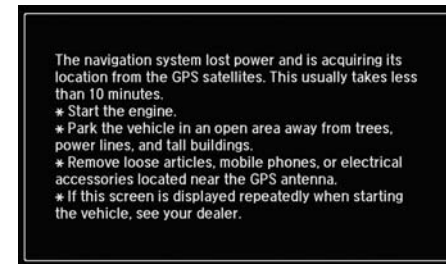 The navigation system lost power and is acquiring its
location from the GPS satellites. This usually takes less
than 10 minutes.
* Start the engine.
* Park the vehicle in an open area away from trees,
power lines, and tall buildings.
* Remove loose articles, mobile phones, or electrical
accessories located near the GPS antenna.
* If this screen is displayed repeatedly when starting
the vehicle, see your dealer.